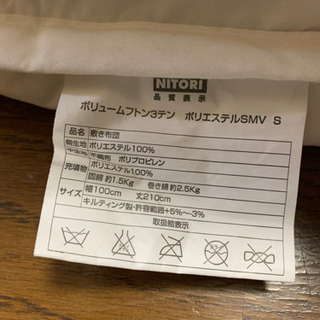 NITORI
品質表示
ボリュームフトン3テン ポリエステルSMV S
品名 敷き布団
側生地 ポリエステル100%
中生地 不織布 ポリプロピレン
充填物 ポリエステル100%
固綿 約1.5Kg 巻き綿 約2.5Kg
サイズ 幅100cm 丈210cm
キルティング製・許容範囲+5%~-3%
取扱絵表示